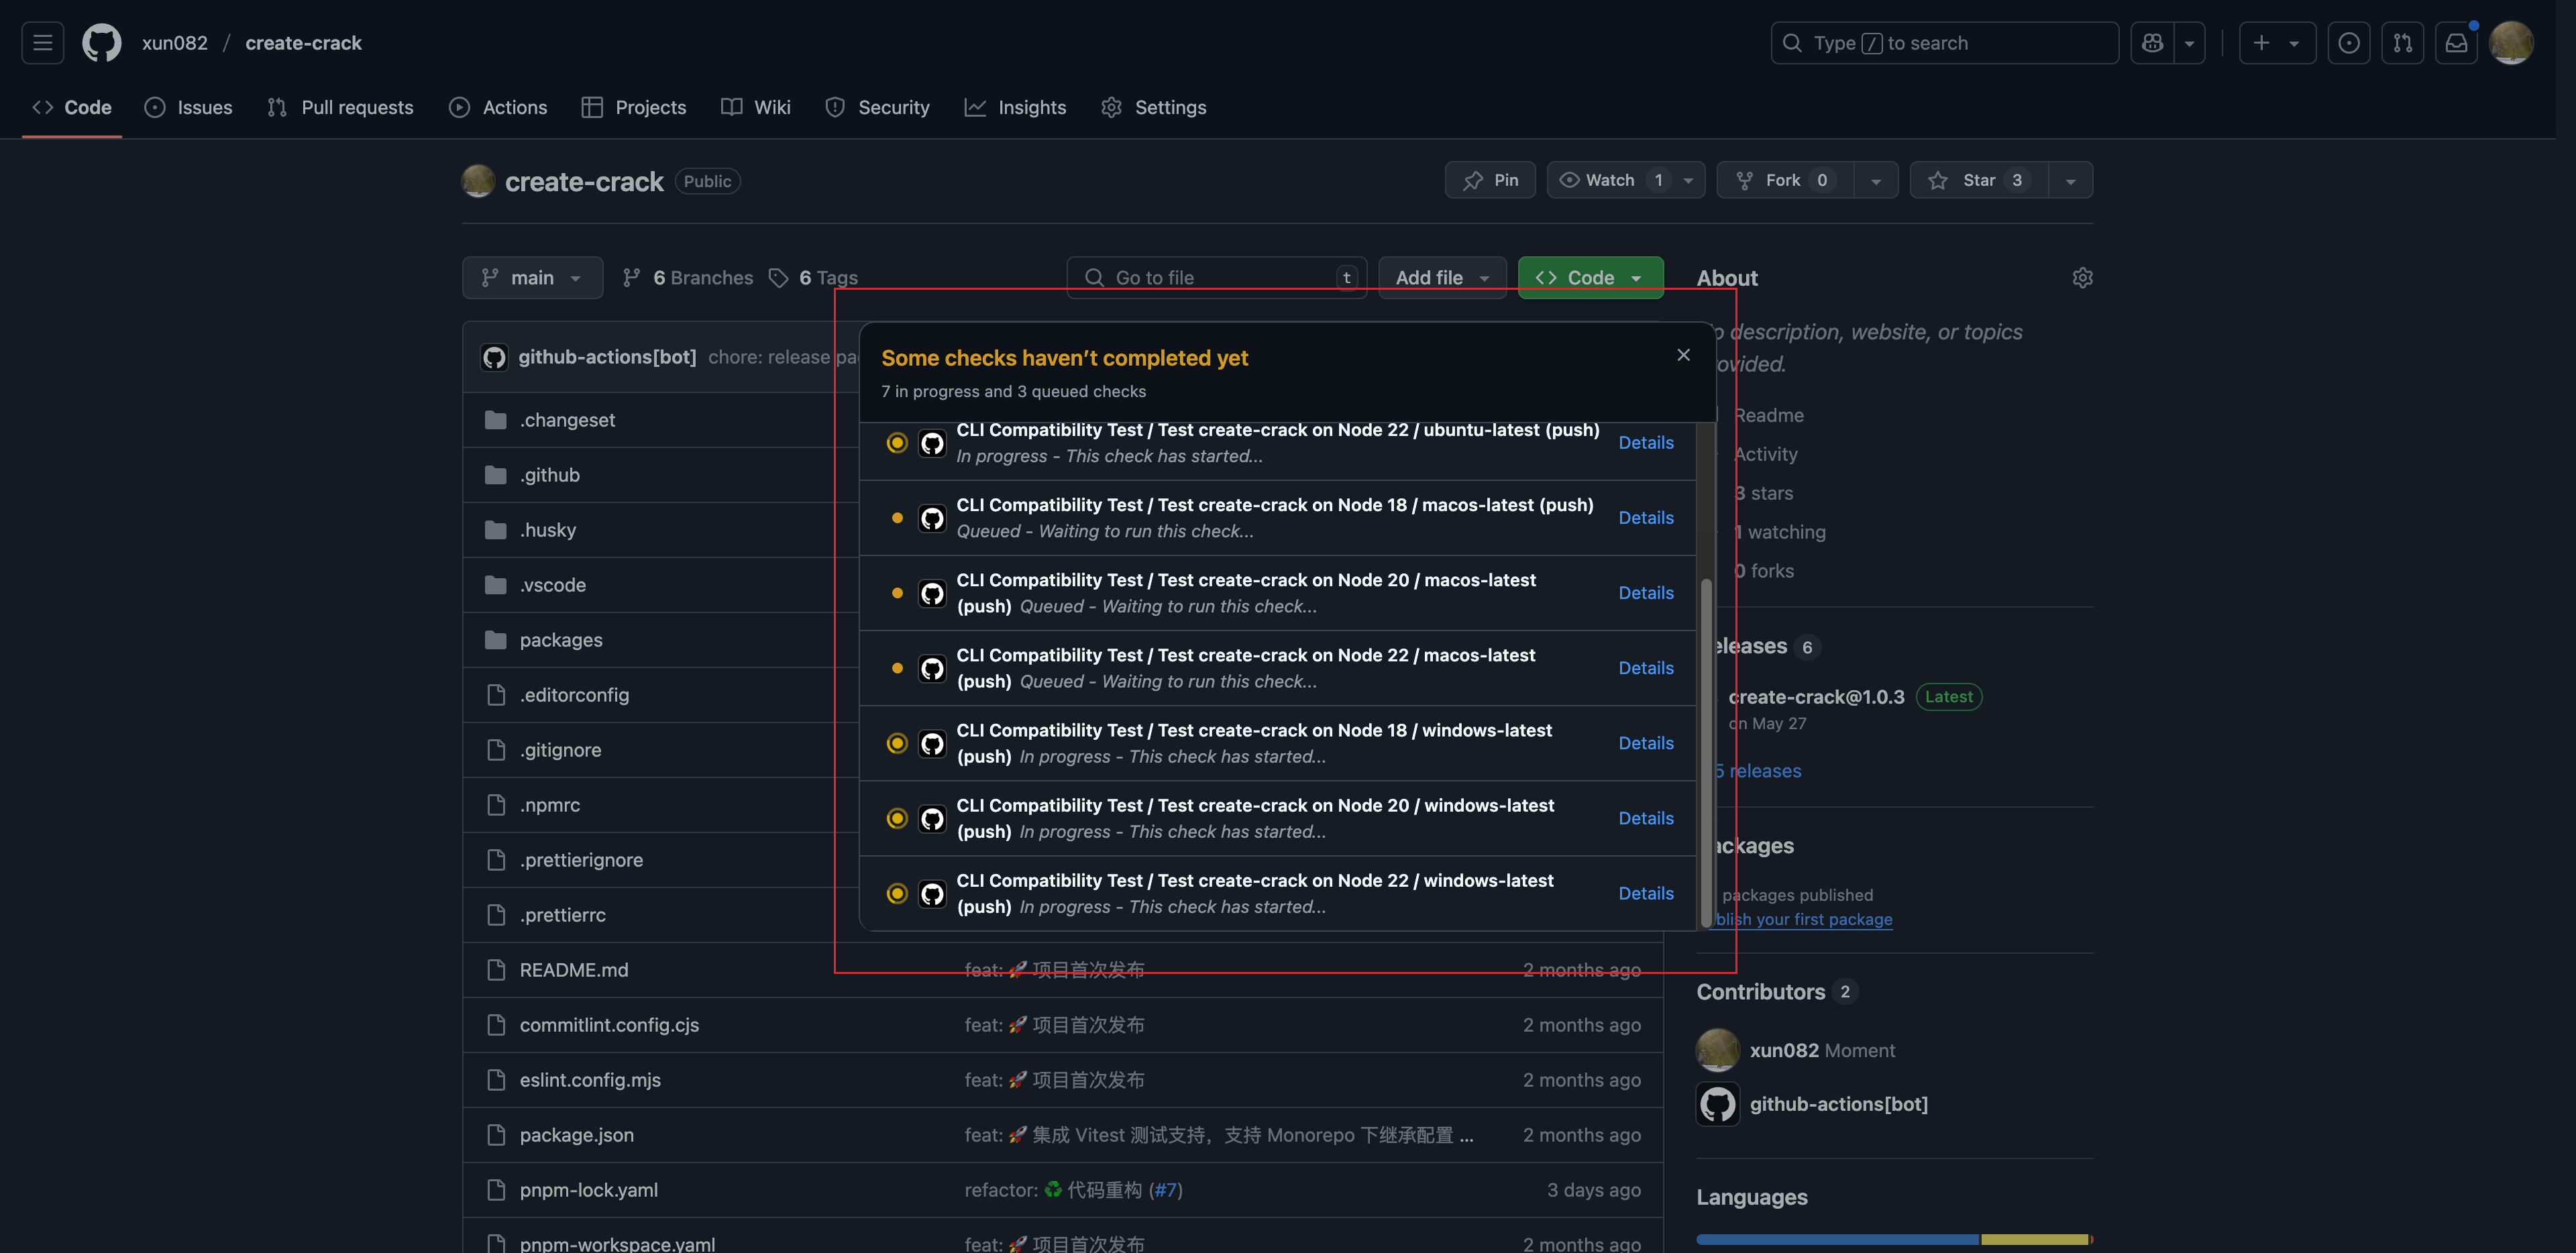 xun082 / create-crack
Type / to search
Code Issues Pull requests Actions Projects Wiki Security Insights Settings
create-crack Public
Pin Watch 1 Fork 0 Star 3
main 6 Branches 6 Tags Go to file t Add file Code
github-actions[bot] chore: release
Some checks haven’t completed yet
7 in progress and 3 queued checks
CLI Compatibility Test / Test create-crack on Node 22 / ubuntu-latest (push)
In progress - This check has started...
Details
CLI Compatibility Test / Test create-crack on Node 18 / macos-latest (push)
Queued - Waiting to run this check...
Details
CLI Compatibility Test / Test create-crack on Node 20 / macos-latest
(push) Queued - Waiting to run this check...
Details
CLI Compatibility Test / Test create-crack on Node 22 / macos-latest
(push) Queued - Waiting to run this check...
Details
CLI Compatibility Test / Test create-crack on Node 18 / windows-latest
(push) In progress - This check has started...
Details
CLI Compatibility Test / Test create-crack on Node 20 / windows-latest
(push) In progress - This check has started...
Details
CLI Compatibility Test / Test create-crack on Node 22 / windows-latest
(push) In progress - This check has started...
Details
.changeset
.github
.husky
.vscode
packages
.editorconfig
.gitignore
.npmrc
.prettierignore
.prettierrc
README.md feat: 🚀 项目首次发布 2 months ago
commitlint.config.cjs feat: 🚀 项目首次发布 2 months ago
eslint.config.mjs feat: 🚀 项目首次发布 2 months ago
package.json feat: 🚀 集成 Vitest 测试支持，支持 Monorepo 下继承配置 ... 2 months ago
pnpm-lock.yaml refactor: ♻️ 代码重构 (#7) 3 days ago
pnpm-workspace.yaml feat: 🚀 项目首次发布 2 months ago
About
description, website, or topics
Readme
Activity
3 stars
1 watching
0 forks
6
create-crack@1.0.3 Latest
on May 27
releases
packages published
your first package
Contributors 2
xun082 Moment
github-actions[bot]
Languages